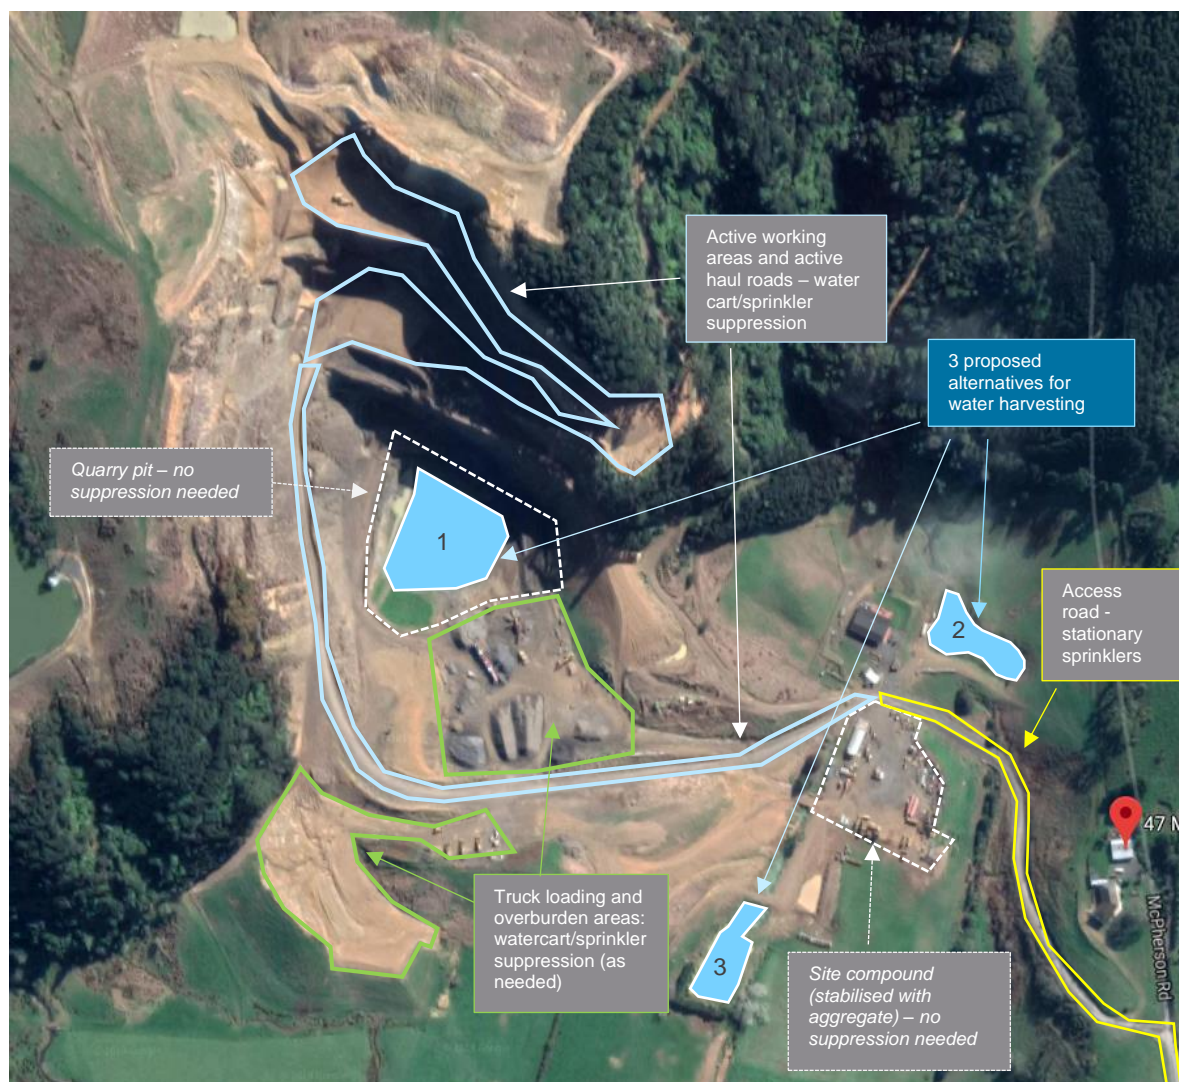 Active working
areas and active
haul roads – water
cart/sprinkler
suppression
3 proposed
alternatives for
water harvesting
Quarry pit – no
suppression needed
1
2
Access
road -
stationary
sprinklers
47 M
McPherson Rd
Truck loading and
overburden areas:
watercart/sprinkler
suppression (as
needed)
3
Site compound
(stabilised with
aggregate) – no
suppression needed